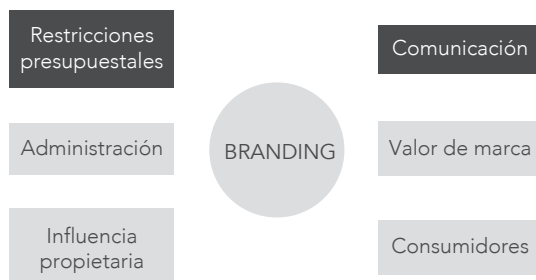 Restricciones
presupuestales
Administración
Influencia
propietaria
BRANDING
Comunicación
Valor de marca
Consumidores